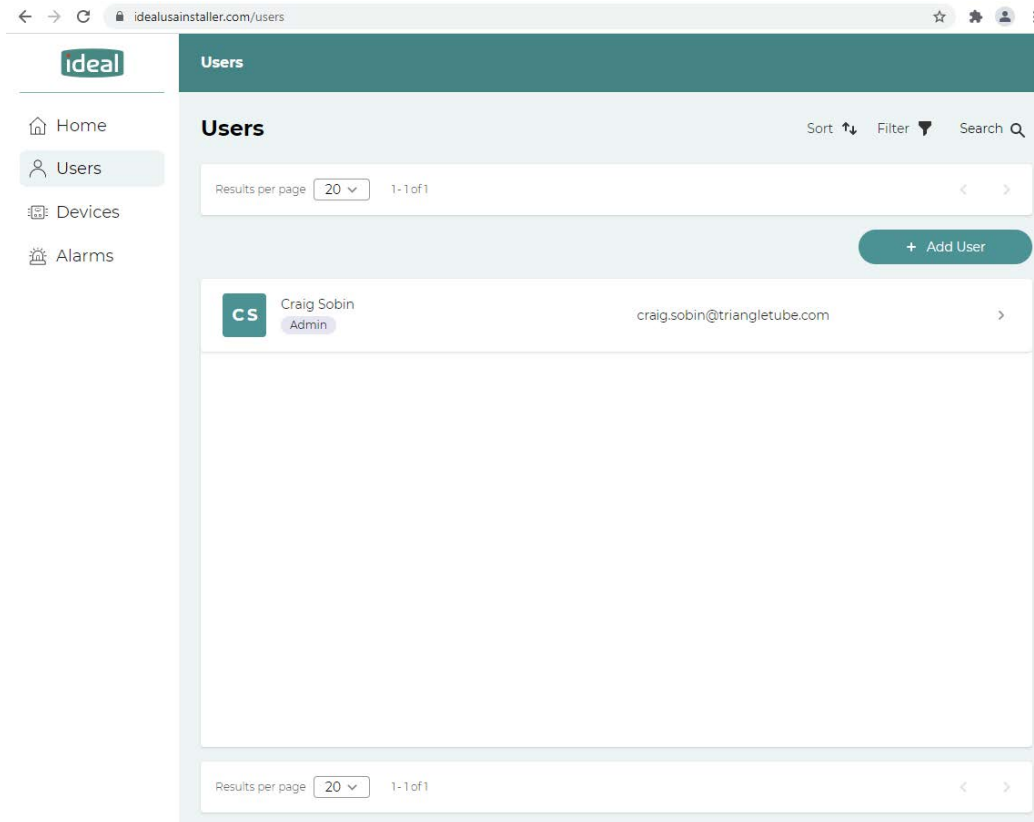 idealusainstaller.com/users
ideal
Users
Home
Users
Devices
Alarms
Users
Sort
Filter
Search
Results per page 20 1-1 of 1
+ Add User
CS
Craig Sobin
Admin
craig.sobin@triangletube.com
Results per page 20 1-1 of 1